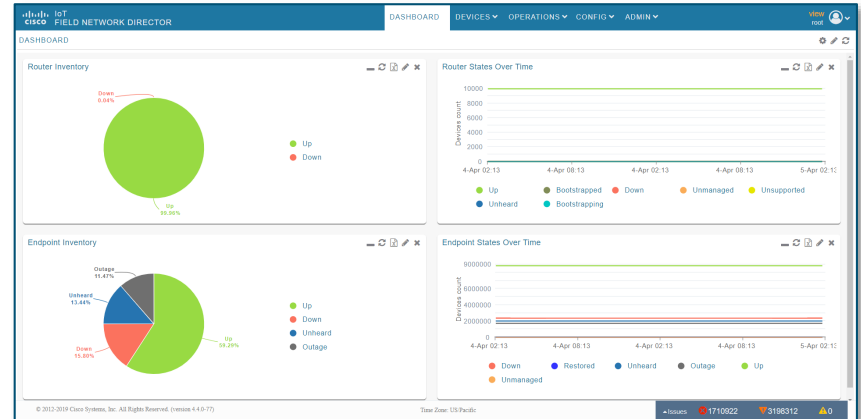 cisco
IoT
FIELD NETWORK DIRECTOR
DASHBOARD DEVICES OPERATIONS CONFIG ADMIN
view
root
DASHBOARD
Router Inventory
Down
0.04%
Up
99.96%
Up
Down
Router States Over Time
Devices count
10000
8000
6000
4000
2000
0
4-Apr 02:13 4-Apr 08:13 4-Apr 02:13 4-Apr 08:13 5-Apr 02:13
Up Bootstrapped Down Unmanaged Unsupported
Unheard Bootstrapping
Endpoint Inventory
Outage
11.47%
Unheard
13.44%
Down
Up
Up
Down
Unheard
Outage
Endpoint States Over Time
Devices count
9000000
6000000
4000000
2000000
0
4-Apr 02:13 4-Apr 08:13 4-Apr 02:13 4-Apr 08:13 5-Apr 02:13
Down Restored Unheard Outage Up
Unmanaged
© 2012-2019 Cisco Systems, Inc. All Rights Reserved. (version 4.4.0-77)
Time Zone: US/Pacific
Issues 1710922 3198312 0